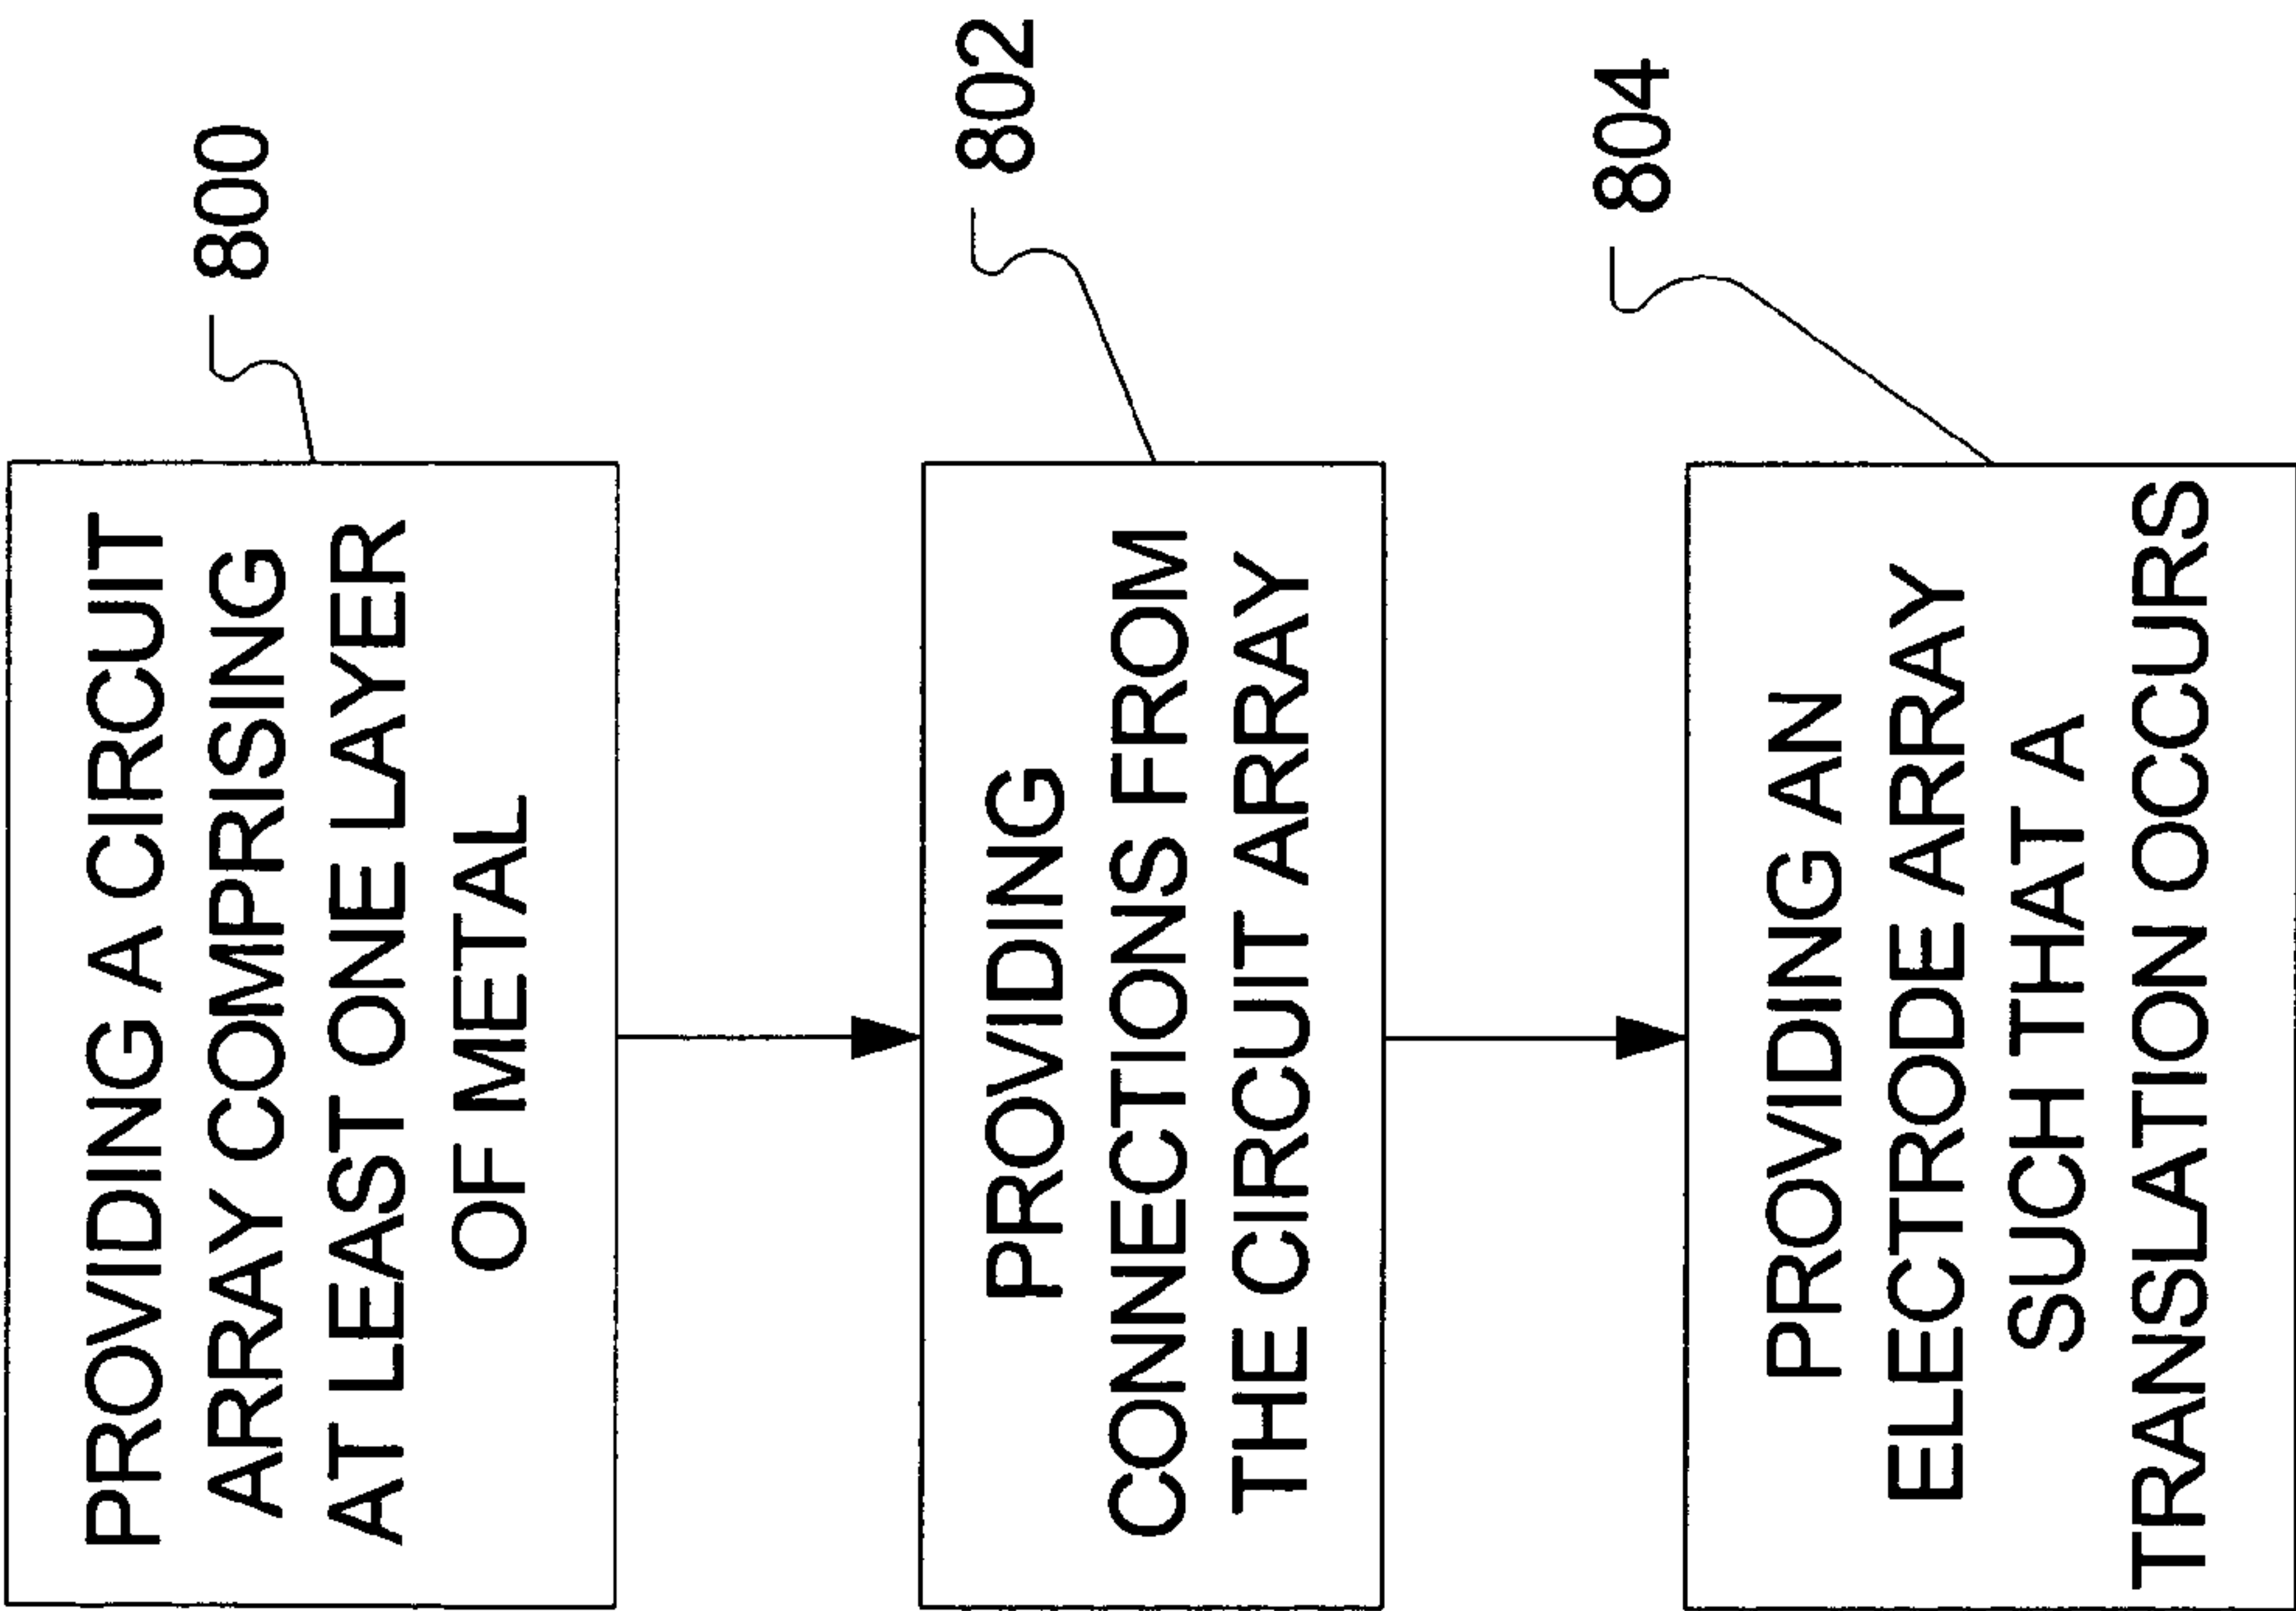 PROVIDING A CIRCUIT
ARRAY COMPRISING
AT LEAST ONE LAYER
OF METAL
800
PROVIDING
CONNECTIONS FROM
THE CIRCUIT ARRAY
802
PROVIDING AN
ELECTRODE ARRAY
SUCH THAT A
TRANSLATION OCCURS
804